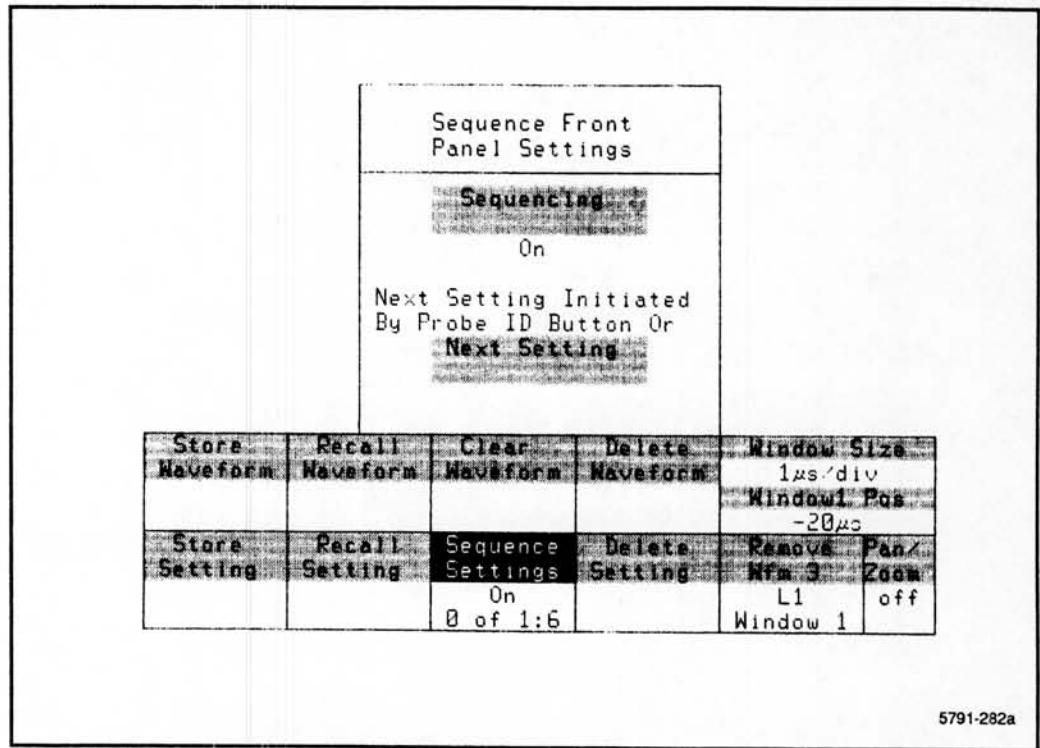 Sequence Front
Panel Settings
Sequencing
On
Next Setting Initiated
By Probe ID Button Or
Next Setting
Store
Waveform
Recall
Waveform
Clear
Waveform
Delete
Waveform
Window Size
1µs/div
Window1 Pos
-20µs
Store
Setting
Recall
Setting
Sequence
Settings
On
0 of 1:6
Delete
Setting
Remove
Wfm 3
L1
Window 1
Pan/
Zoom
off
5791-282a